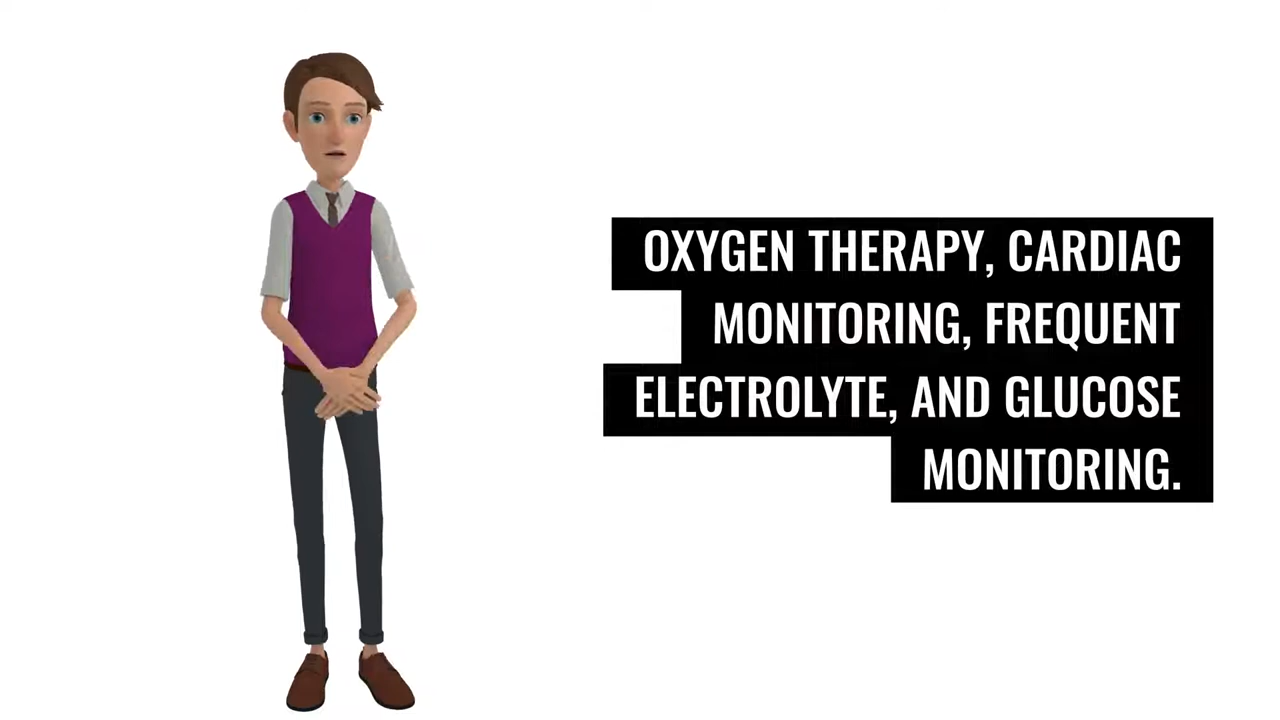 OXYGEN THERAPY, CARDIAC
MONITORING, FREQUENT
ELECTROLYTE, AND GLUCOSE
MONITORING.